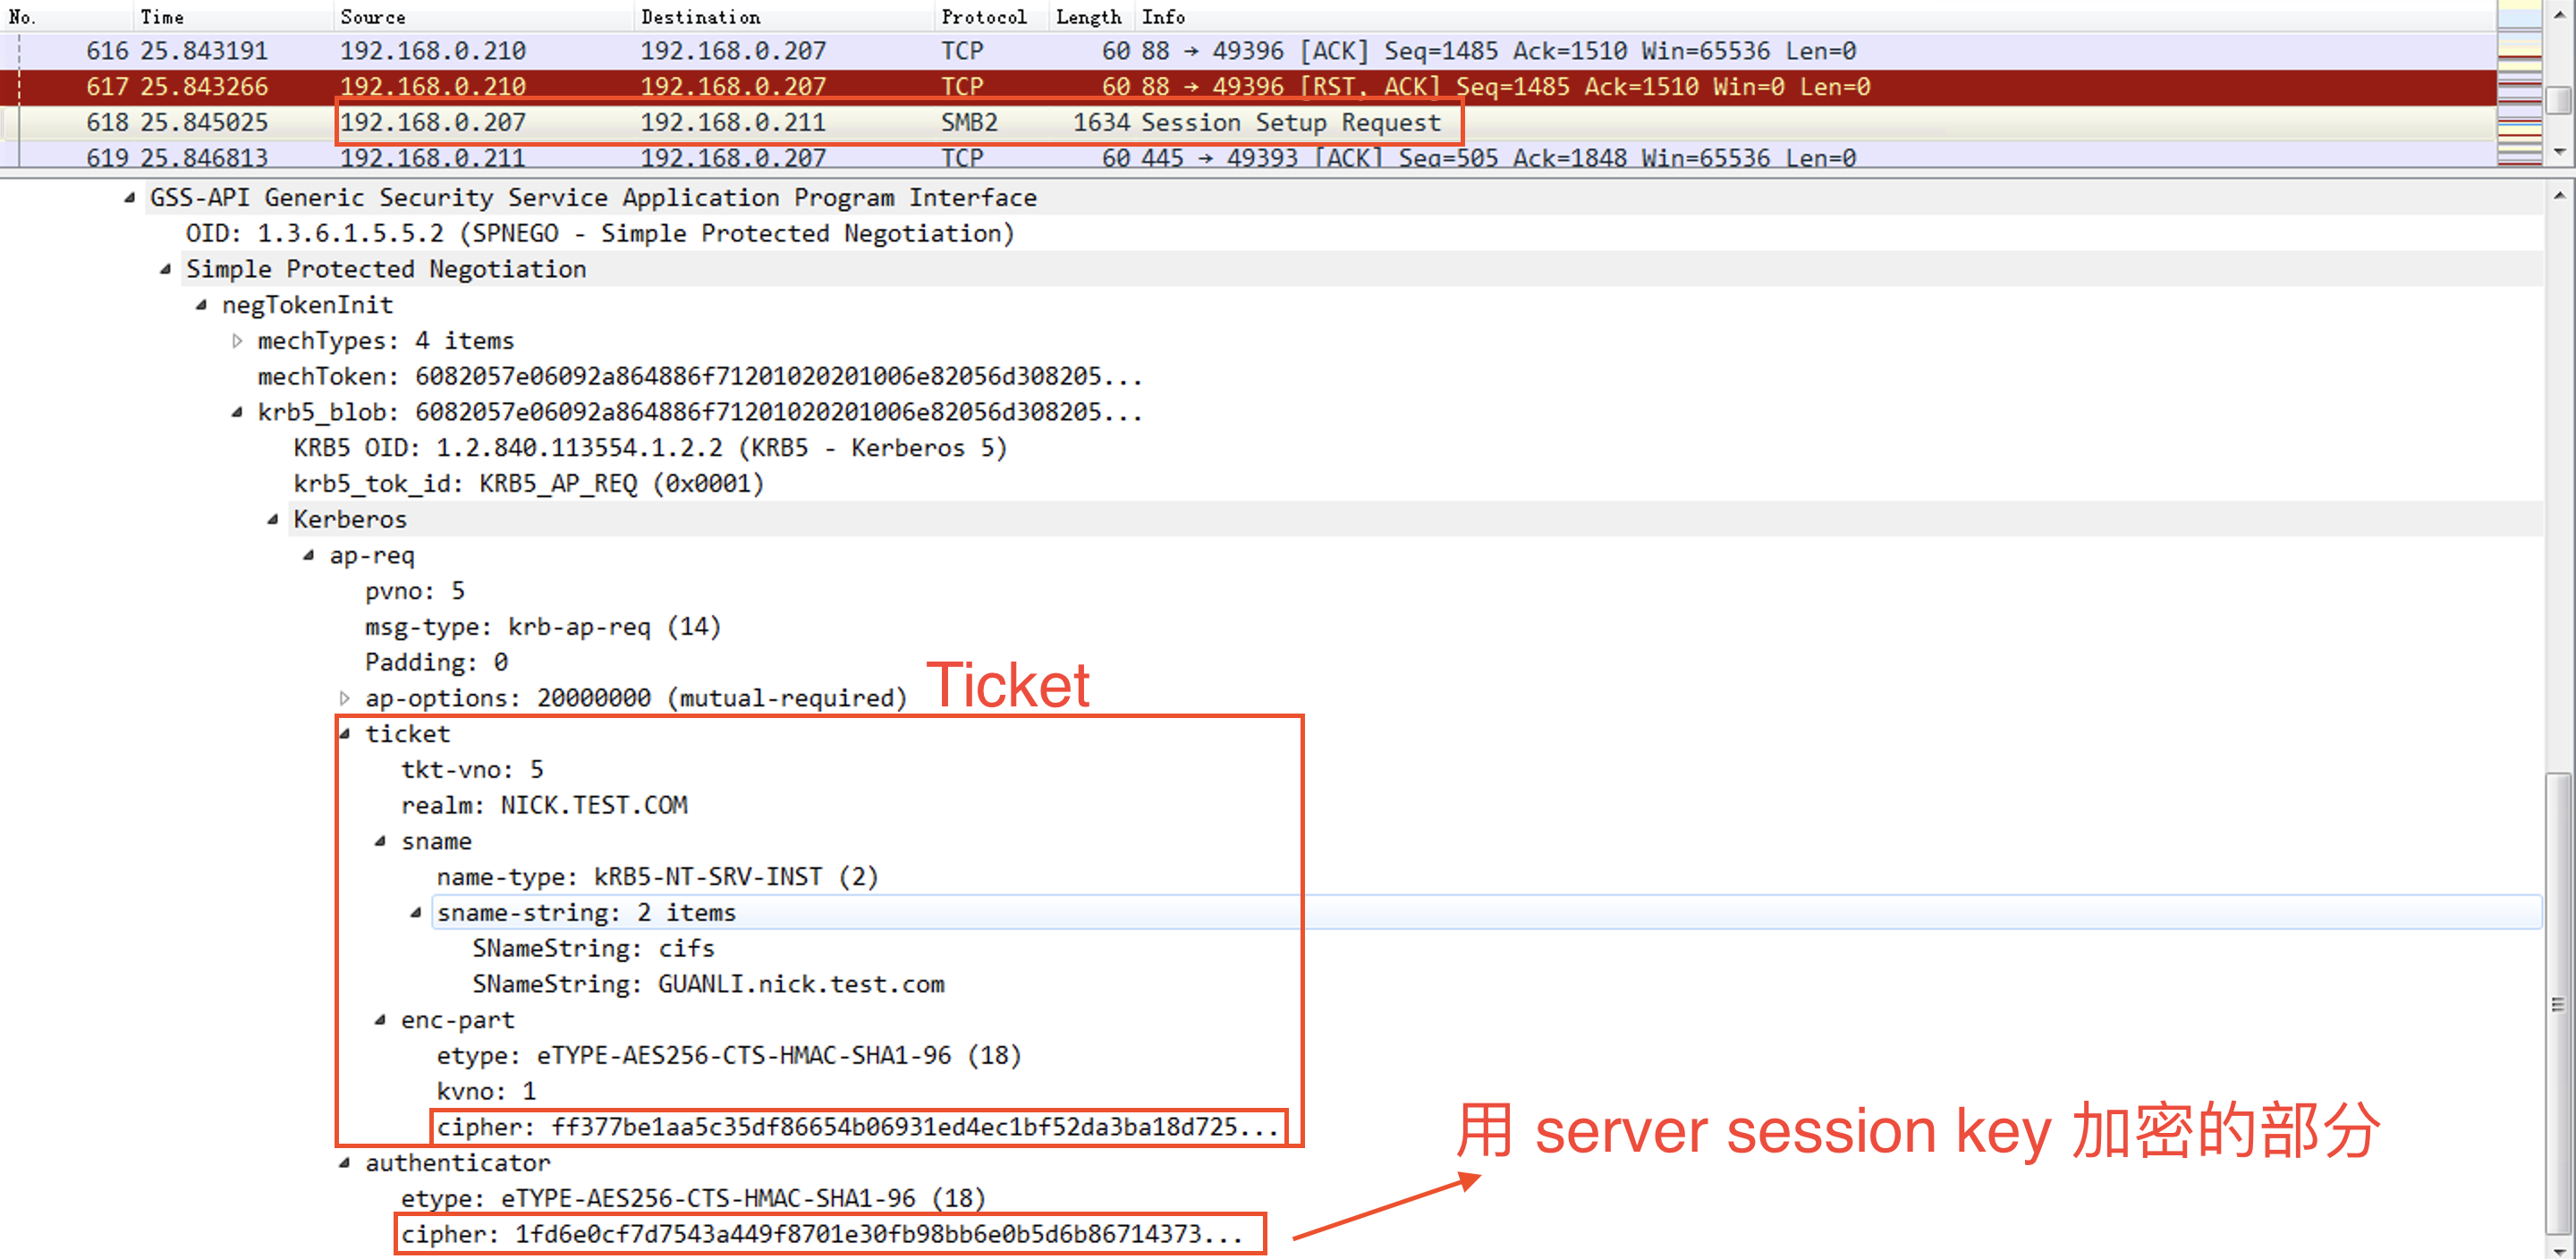 No. Time Source Destination Protocol Length Info
616 25.843191 192.168.0.210 192.168.0.207 TCP 60 88 → 49396 [ACK] Seq=1485 Ack=1510 Win=65536 Len=0
617 25.843266 192.168.0.210 192.168.0.207 TCP 60 88 → 49396 [RST, ACK] Seq=1485 Ack=1510 Win=0 Len=0
618 25.845025 192.168.0.207 192.168.0.211 SMB2 1634 Session Setup Request
619 25.846813 192.168.0.211 192.168.0.207 TCP 60 445 → 49393 [ACK] Seq=505 Ack=1848 Win=65536 Len=0
GSS-API Generic Security Service Application Program Interface
OID: 1.3.6.1.5.5.2 (SPNEGO - Simple Protected Negotiation)
Simple Protected Negotiation
negTokenInit
mechTypes: 4 items
mechToken: 6082057e06092a864886f71201020201006e82056d308205...
krb5_blob: 6082057e06092a864886f71201020201006e82056d308205...
KRB5 OID: 1.2.840.113554.1.2.2 (KRB5 - Kerberos 5)
krb5_tok_id: KRB5_AP_REQ (0x0001)
Kerberos
ap-req
pvno: 5
msg-type: krb-ap-req (14)
Padding: 0
ap-options: 20000000 (mutual-required)
Ticket
ticket
tkt-vno: 5
realm: NICK.TEST.COM
sname
name-type: kRB5-NT-SRV-INST (2)
sname-string: 2 items
SNameString: cifs
SNameString: GUANLI.nick.test.com
enc-part
etype: eTYPE-AES256-CTS-HMAC-SHA1-96 (18)
kvno: 1
cipher: ff377be1aa5c35df86654b06931ed4ec1bf52da3ba18d725...
用 server session key 加密的部分
authenticator
etype: eTYPE-AES256-CTS-HMAC-SHA1-96 (18)
cipher: 1fd6e0cf7d7543a449f8701e30fb98bb6e0b5d6b86714373...